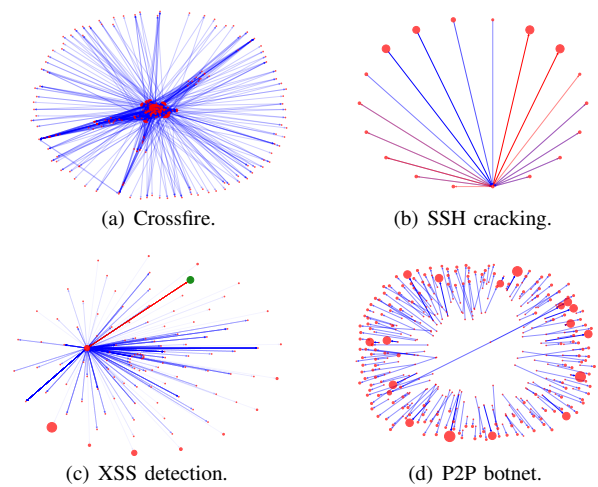 (a) Crossfire.
(b) SSH cracking.
(c) XSS detection.
(d) P2P botnet.